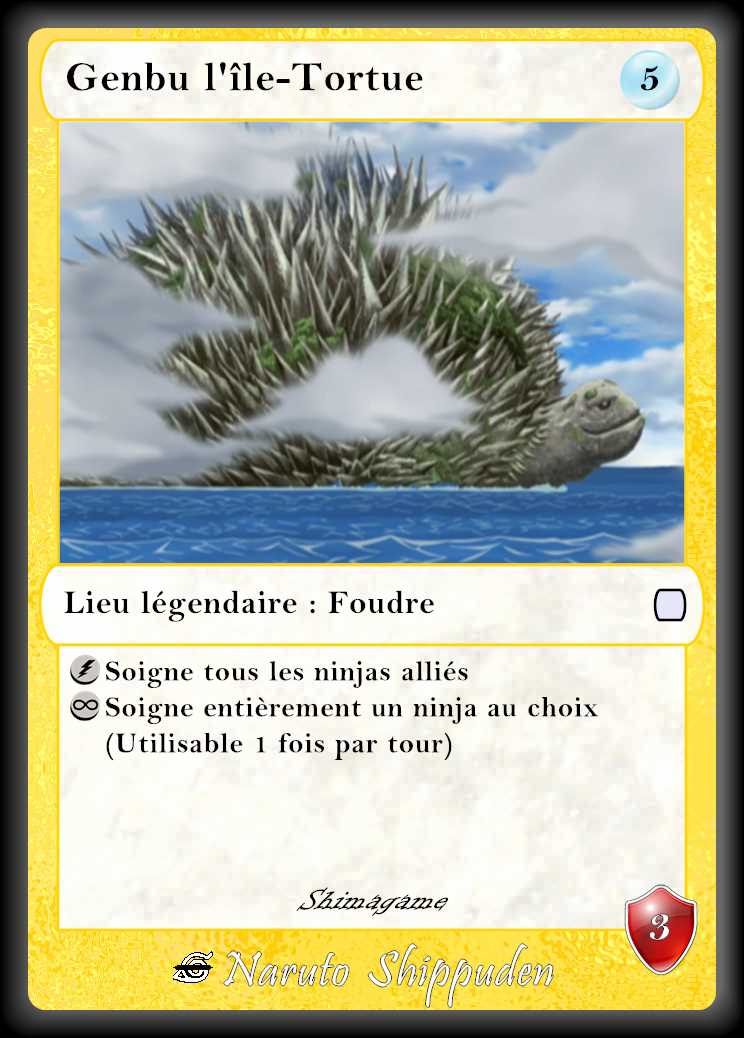 Genbu l'île-Tortue
5
Lieu légendaire : Foudre
Soigne tous les ninjas alliés
Soigne entièrement un ninja au choix
(Utilisable 1 fois par tour)
Shimagame
3
Naruto Shippuden